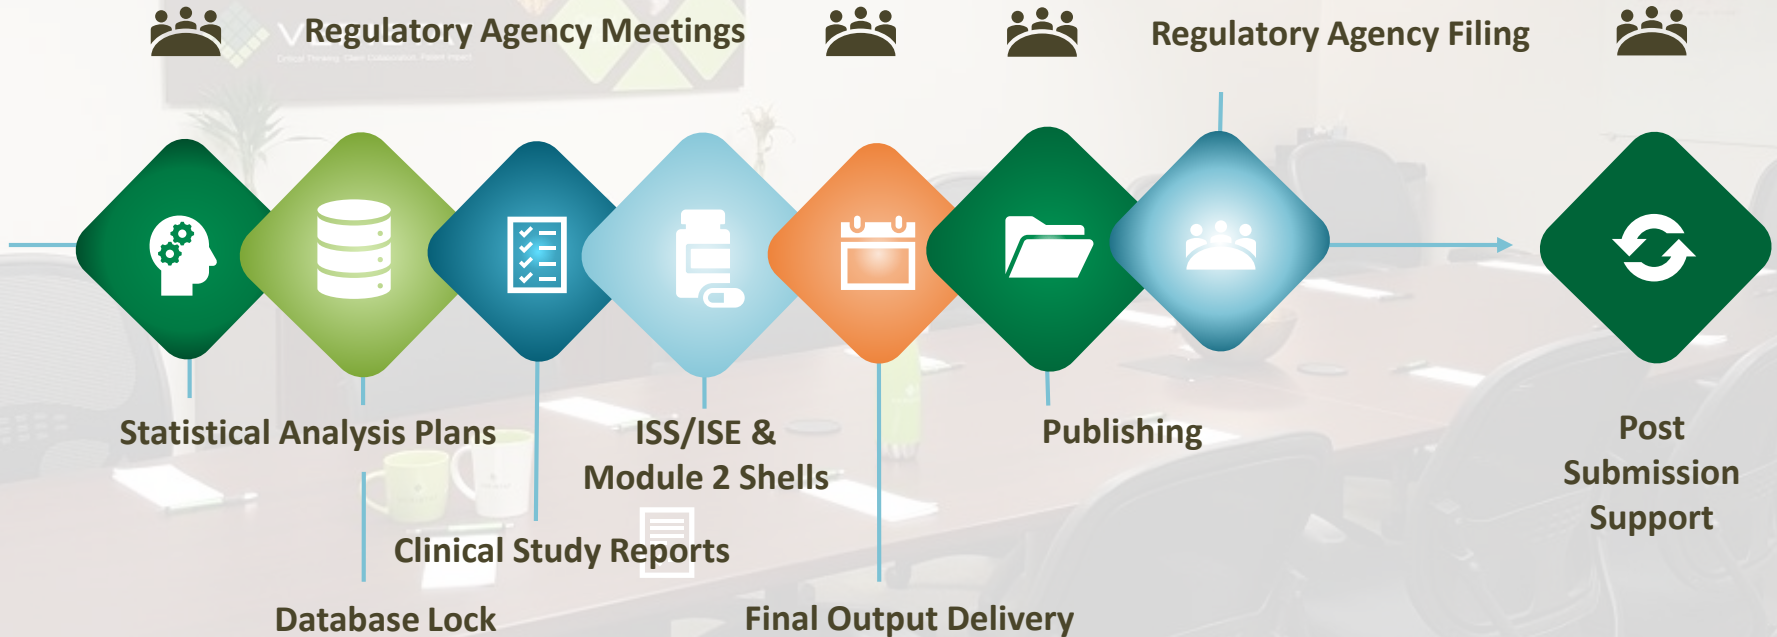 Regulatory Agency Meetings
Regulatory Agency Filing
Statistical Analysis Plans
ISS/ISE &
Module 2 Shells
Publishing
Post
Submission
Support
Clinical Study Reports
Database Lock
Final Output Delivery